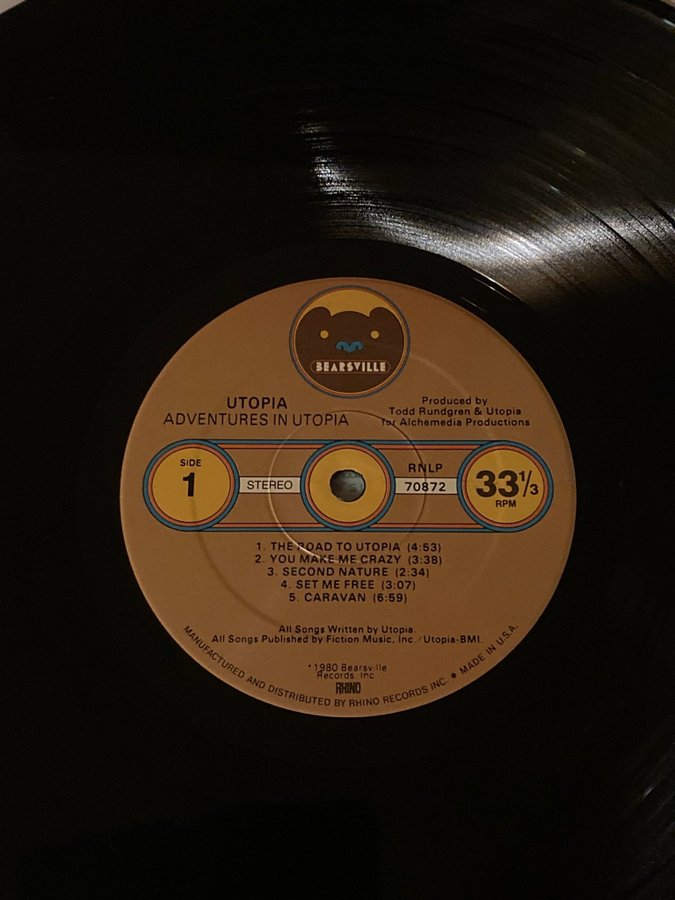 BEARSVILLE
UTOPIA
ADVENTURES IN UTOPIA
Produced by
Todd Rundgren & Utopia
for Alchemedia Productions
SIDE
1
STEREO
RNLP
70872
33 1/3
RPM
1. THE ROAD TO UTOPIA (4:53)
2. YOU MAKE ME CRAZY (3:38)
3. SECOND NATURE (2:34)
4. SET ME FREE (3:07)
5. CARAVAN (6:59)
All Songs Written by Utopia.
All Songs Published by Fiction Music, Inc./Utopia-BMI.
*1980 Bearsville
Records, Inc
RHINO
MANUFACTURED AND DISTRIBUTED BY RHINO RECORDS INC. • MADE IN U.S.A.